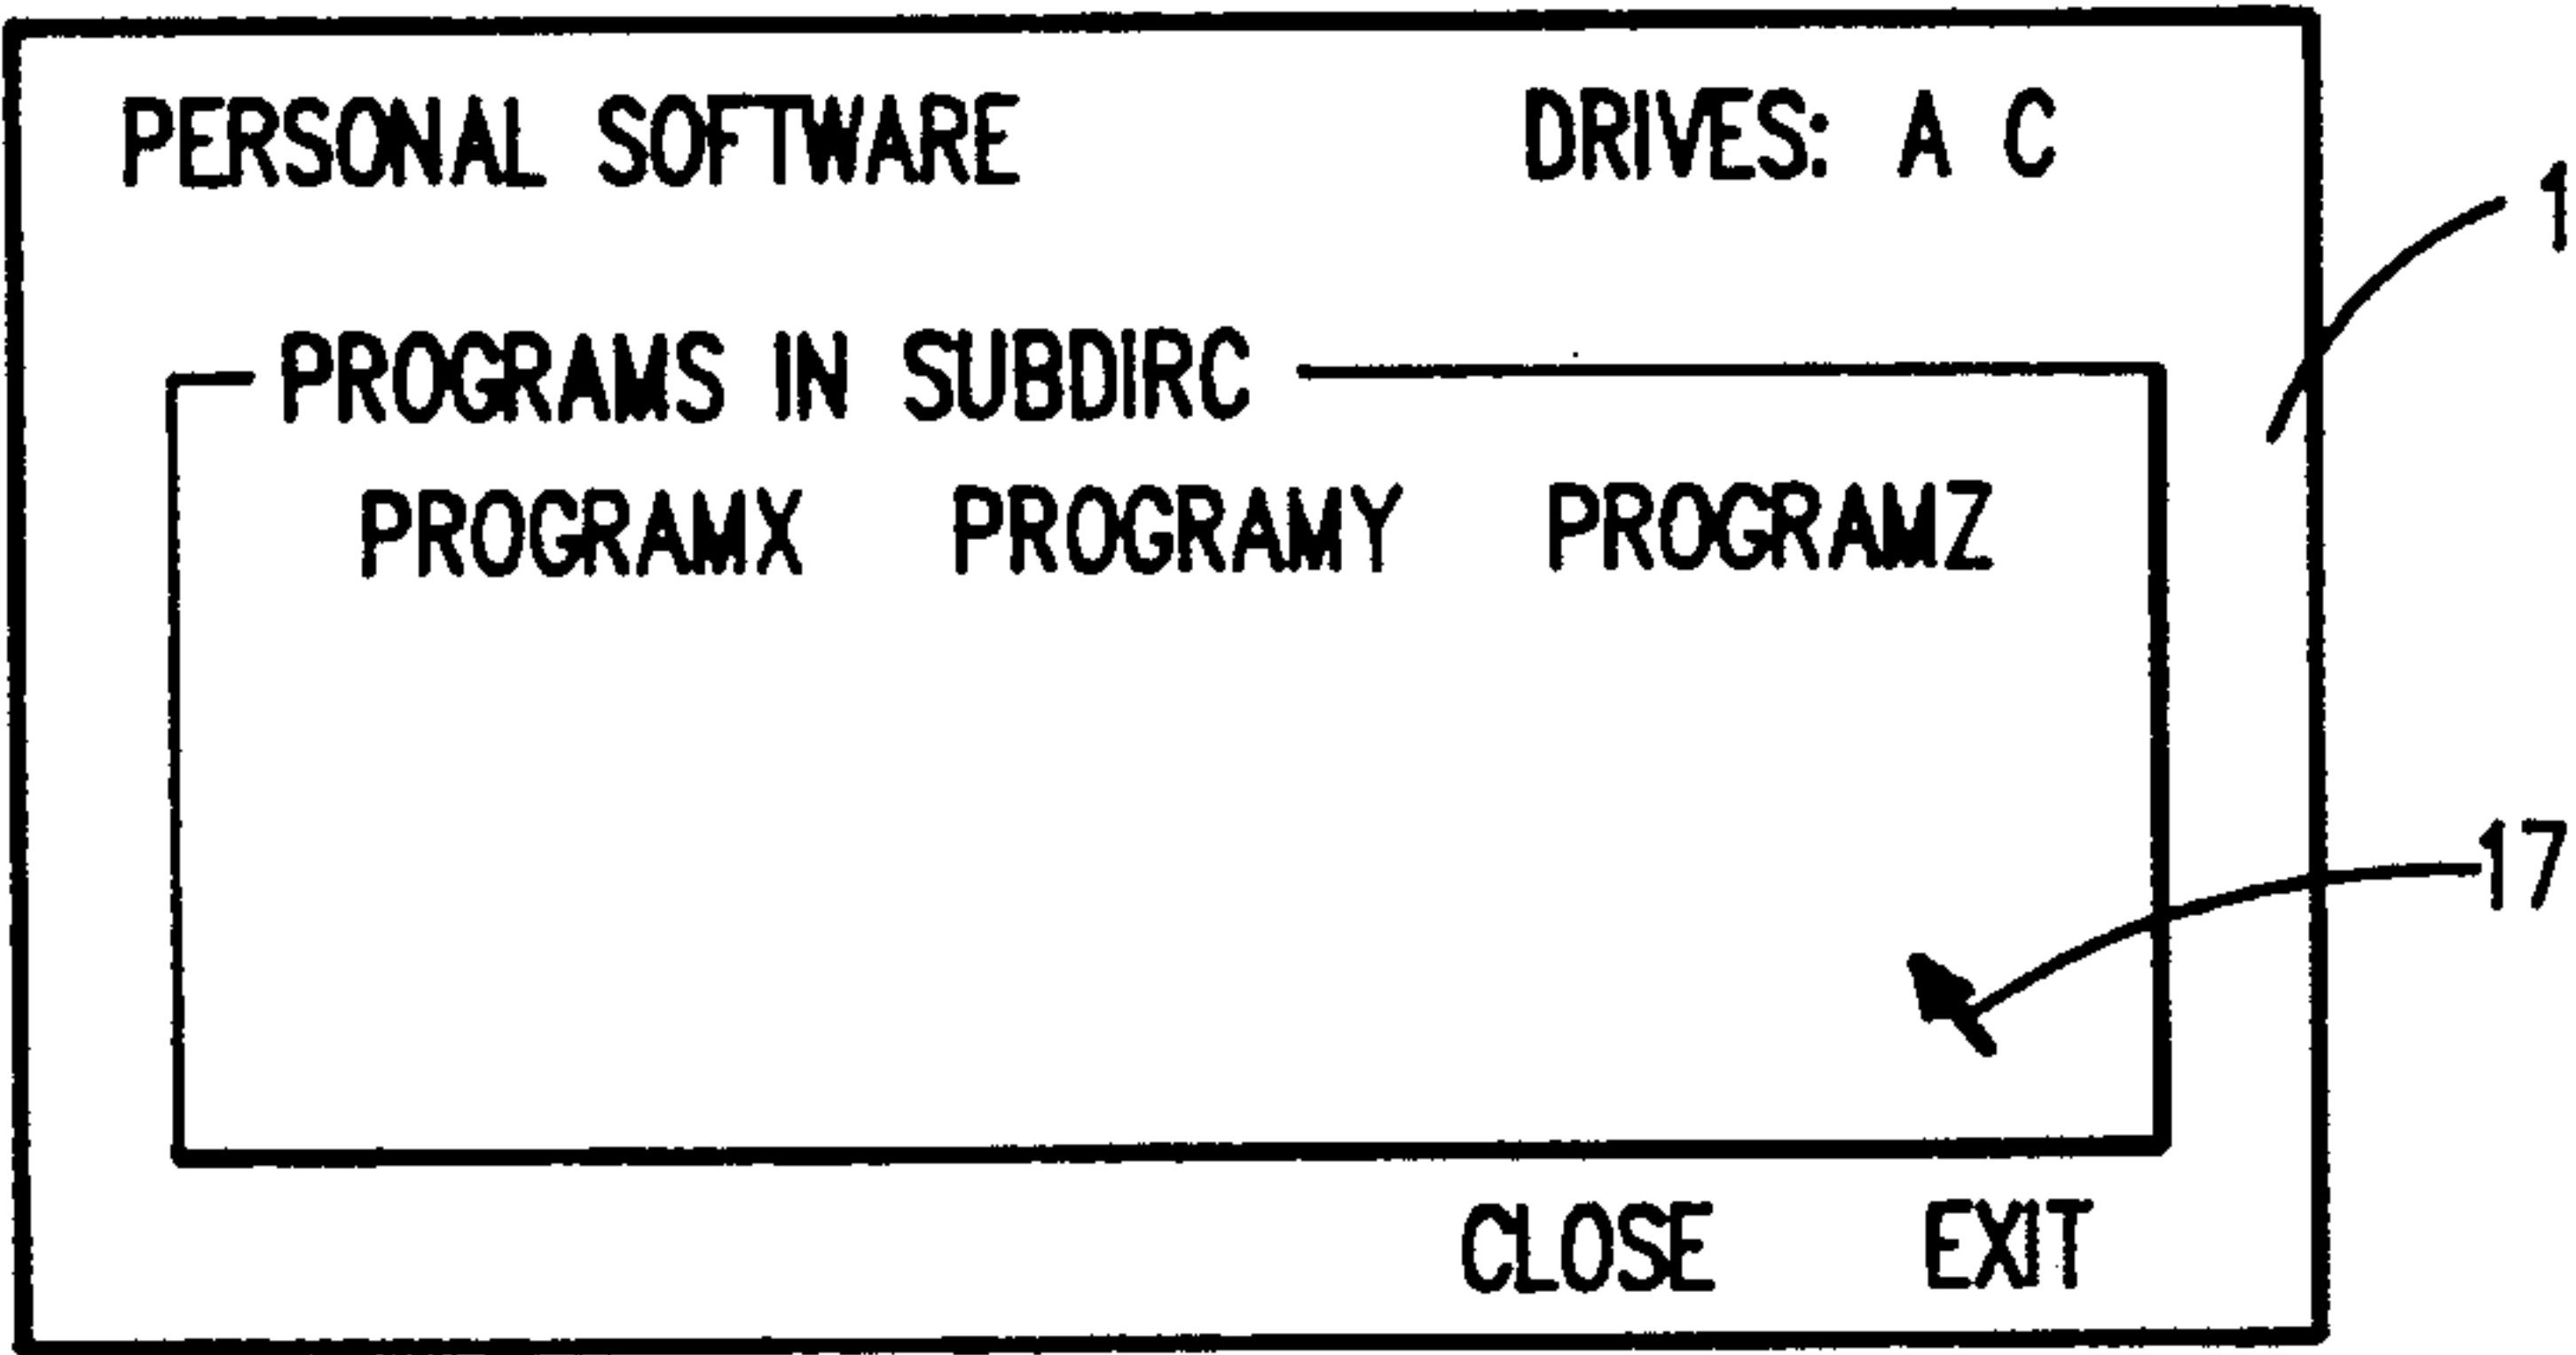 PERSONAL SOFTWARE DRIVES: A C
1
PROGRAMS IN SUBDIRC
PROGRAMX PROGRAMY PROGRAMZ
17
CLOSE EXIT